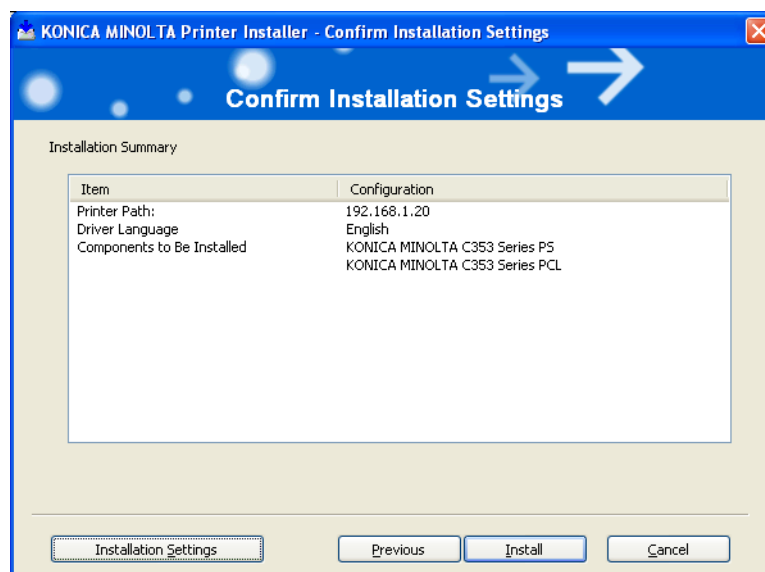 KONICA MINOLTA Printer Installer - Confirm Installation Settings
Confirm Installation Settings
Installation Summary
Item Configuration
Printer Path: 192.168.1.20
Driver Language English
Components to Be Installed KONICA MINOLTA C353 Series PS
KONICA MINOLTA C353 Series PCL
Installation Settings Previous Install Cancel